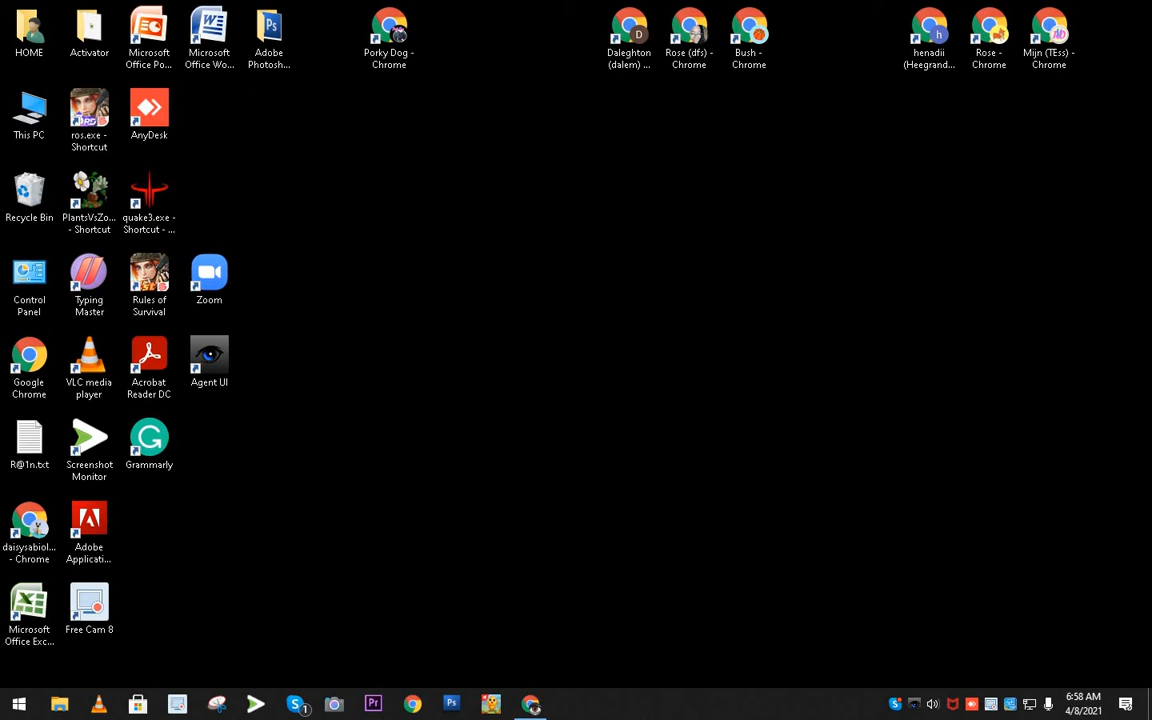 HOME
Activator
Microsoft
Office Po...
Microsoft
Office Wo...
Adobe
Photosh...
Porky Dog -
Chrome
Daleghton
(dalem) ...
Rose (dfs) -
Chrome
Bush -
Chrome
henadii
(Heegrand...
Rose -
Chrome
Mijn (TEss) -
Chrome
This PC
ros.exe -
Shortcut
AnyDesk
Recycle Bin
PlantsVsZo...
- Shortcut
quake3.exe -
Shortcut - ...
Control
Panel
Typing
Master
Rules of
Survival
Zoom
Google
Chrome
VLC media
player
Acrobat
Reader DC
Agent UI
R@1n.txt
Screenshot
Monitor
Grammarly
daisysabiol...
- Chrome
Adobe
Applicati...
Microsoft
Office Exc...
Free Cam 8
6:58 AM
4/8/2021